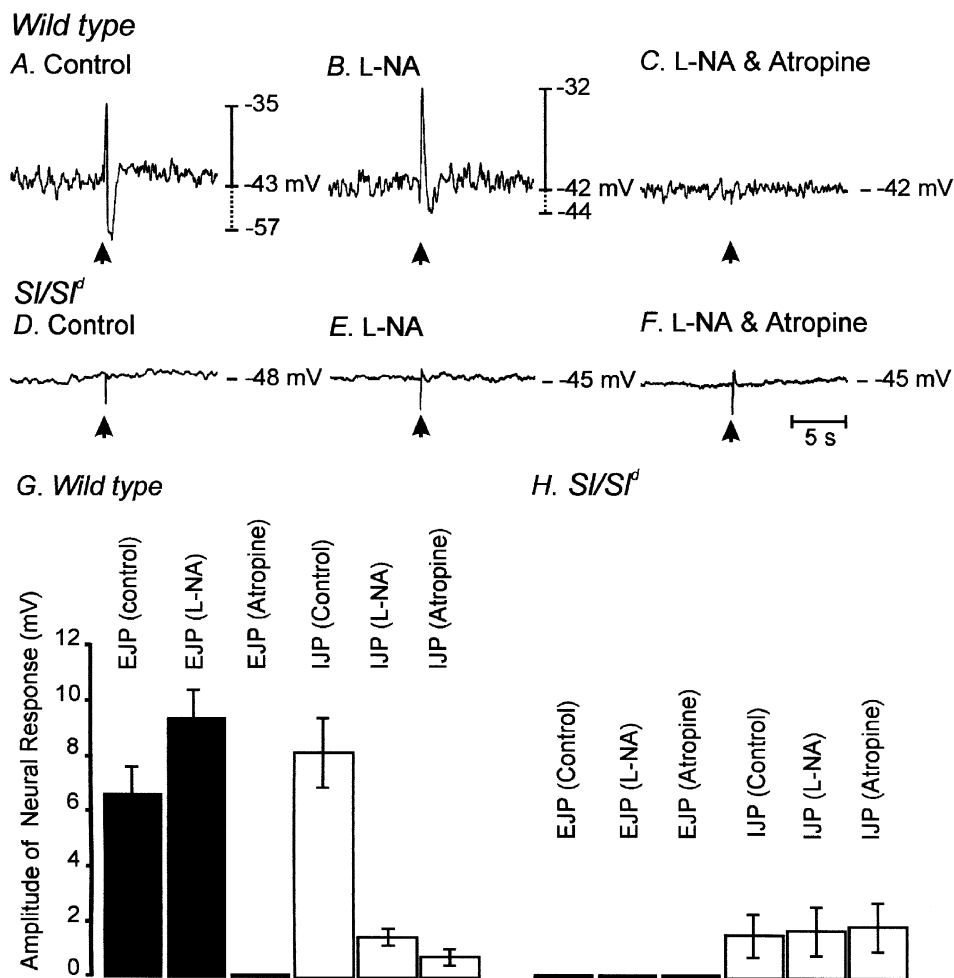 Wild type
A. Control
B. L-NA
C. L-NA & Atropine
-35
-43 mV
-57
-32
-42 mV
-44
-42 mV
Sl/Sl^d
D. Control
E. L-NA
F. L-NA & Atropine
-48 mV
-45 mV
-45 mV
5 s
G. Wild type
H. Sl/Sl^d
Amplitude of Neural Response (mV)
12
10
8
6
4
2
0
EJP (control)
EJP (L-NA)
EJP (Atropine)
IJP (Control)
IJP (L-NA)
IJP (Atropine)
EJP (Control)
EJP (L-NA)
EJP (Atropine)
IJP (Control)
IJP (L-NA)
IJP (Atropine)